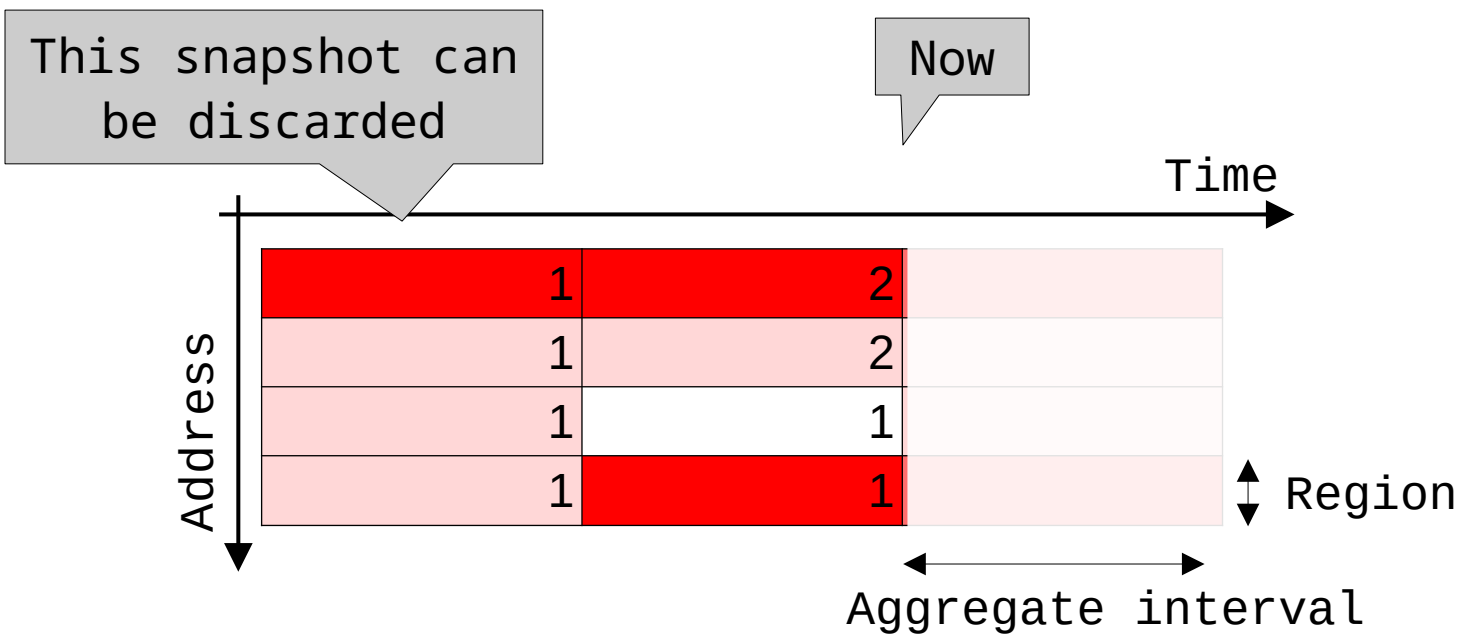 This snapshot can
be discarded
Now
Time
Address
1 2
1 2
1 1
1 1
Region
Aggregate interval